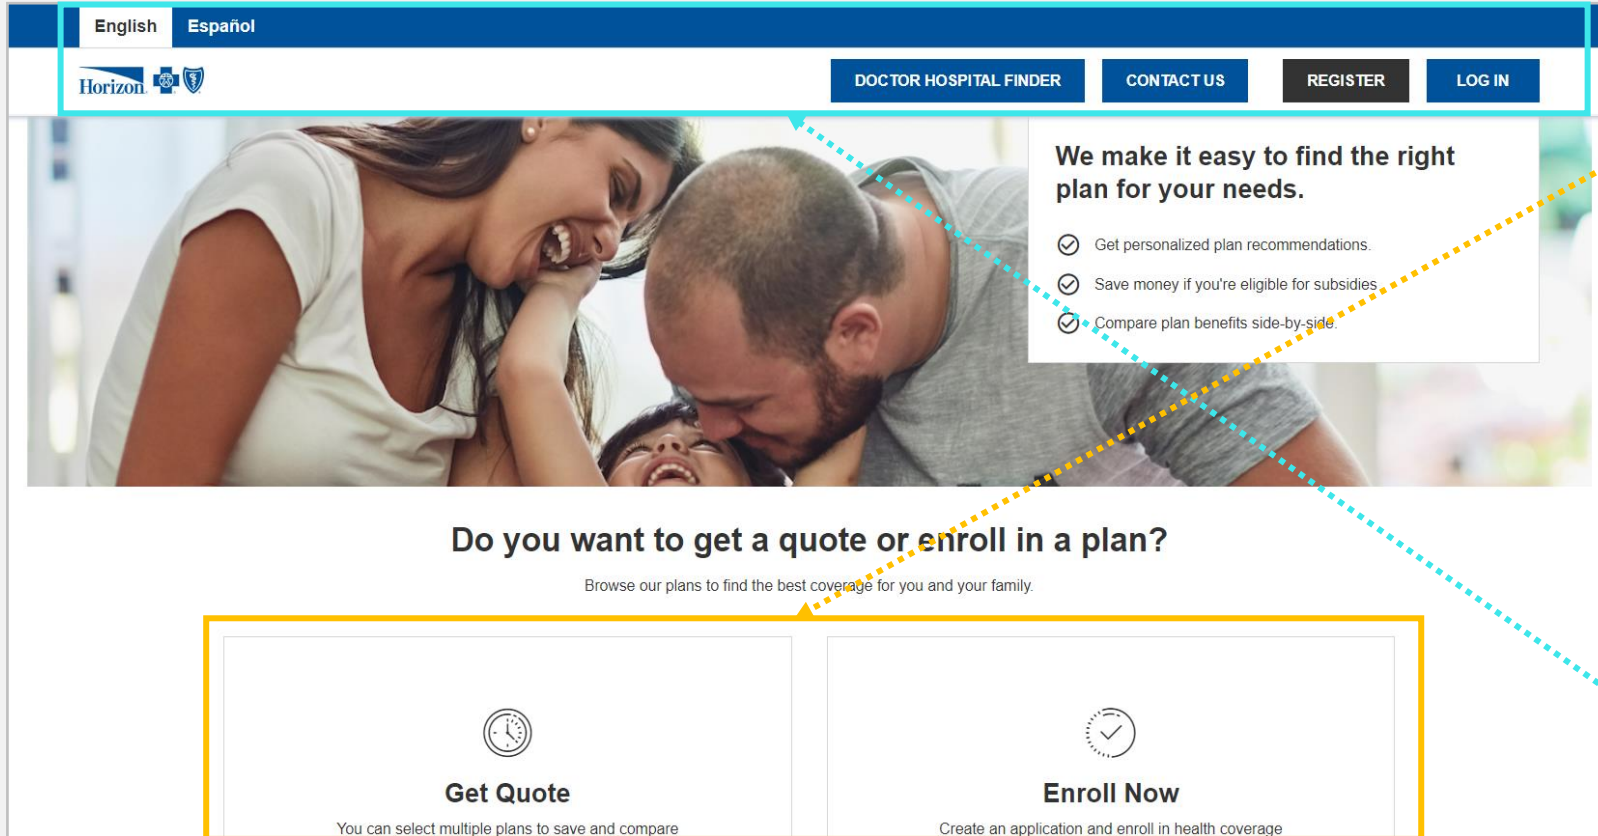 English Español
Horizon
DOCTOR HOSPITAL FINDER CONTACT US REGISTER LOG IN
We make it easy to find the right
plan for your needs.
Get personalized plan recommendations.
Save money if you're eligible for subsidies.
Compare plan benefits side-by-side.
Do you want to get a quote or enroll in a plan?
Browse our plans to find the best coverage for you and your family.
Get Quote
You can select multiple plans to save and compare
Enroll Now
Create an application and enroll in health coverage